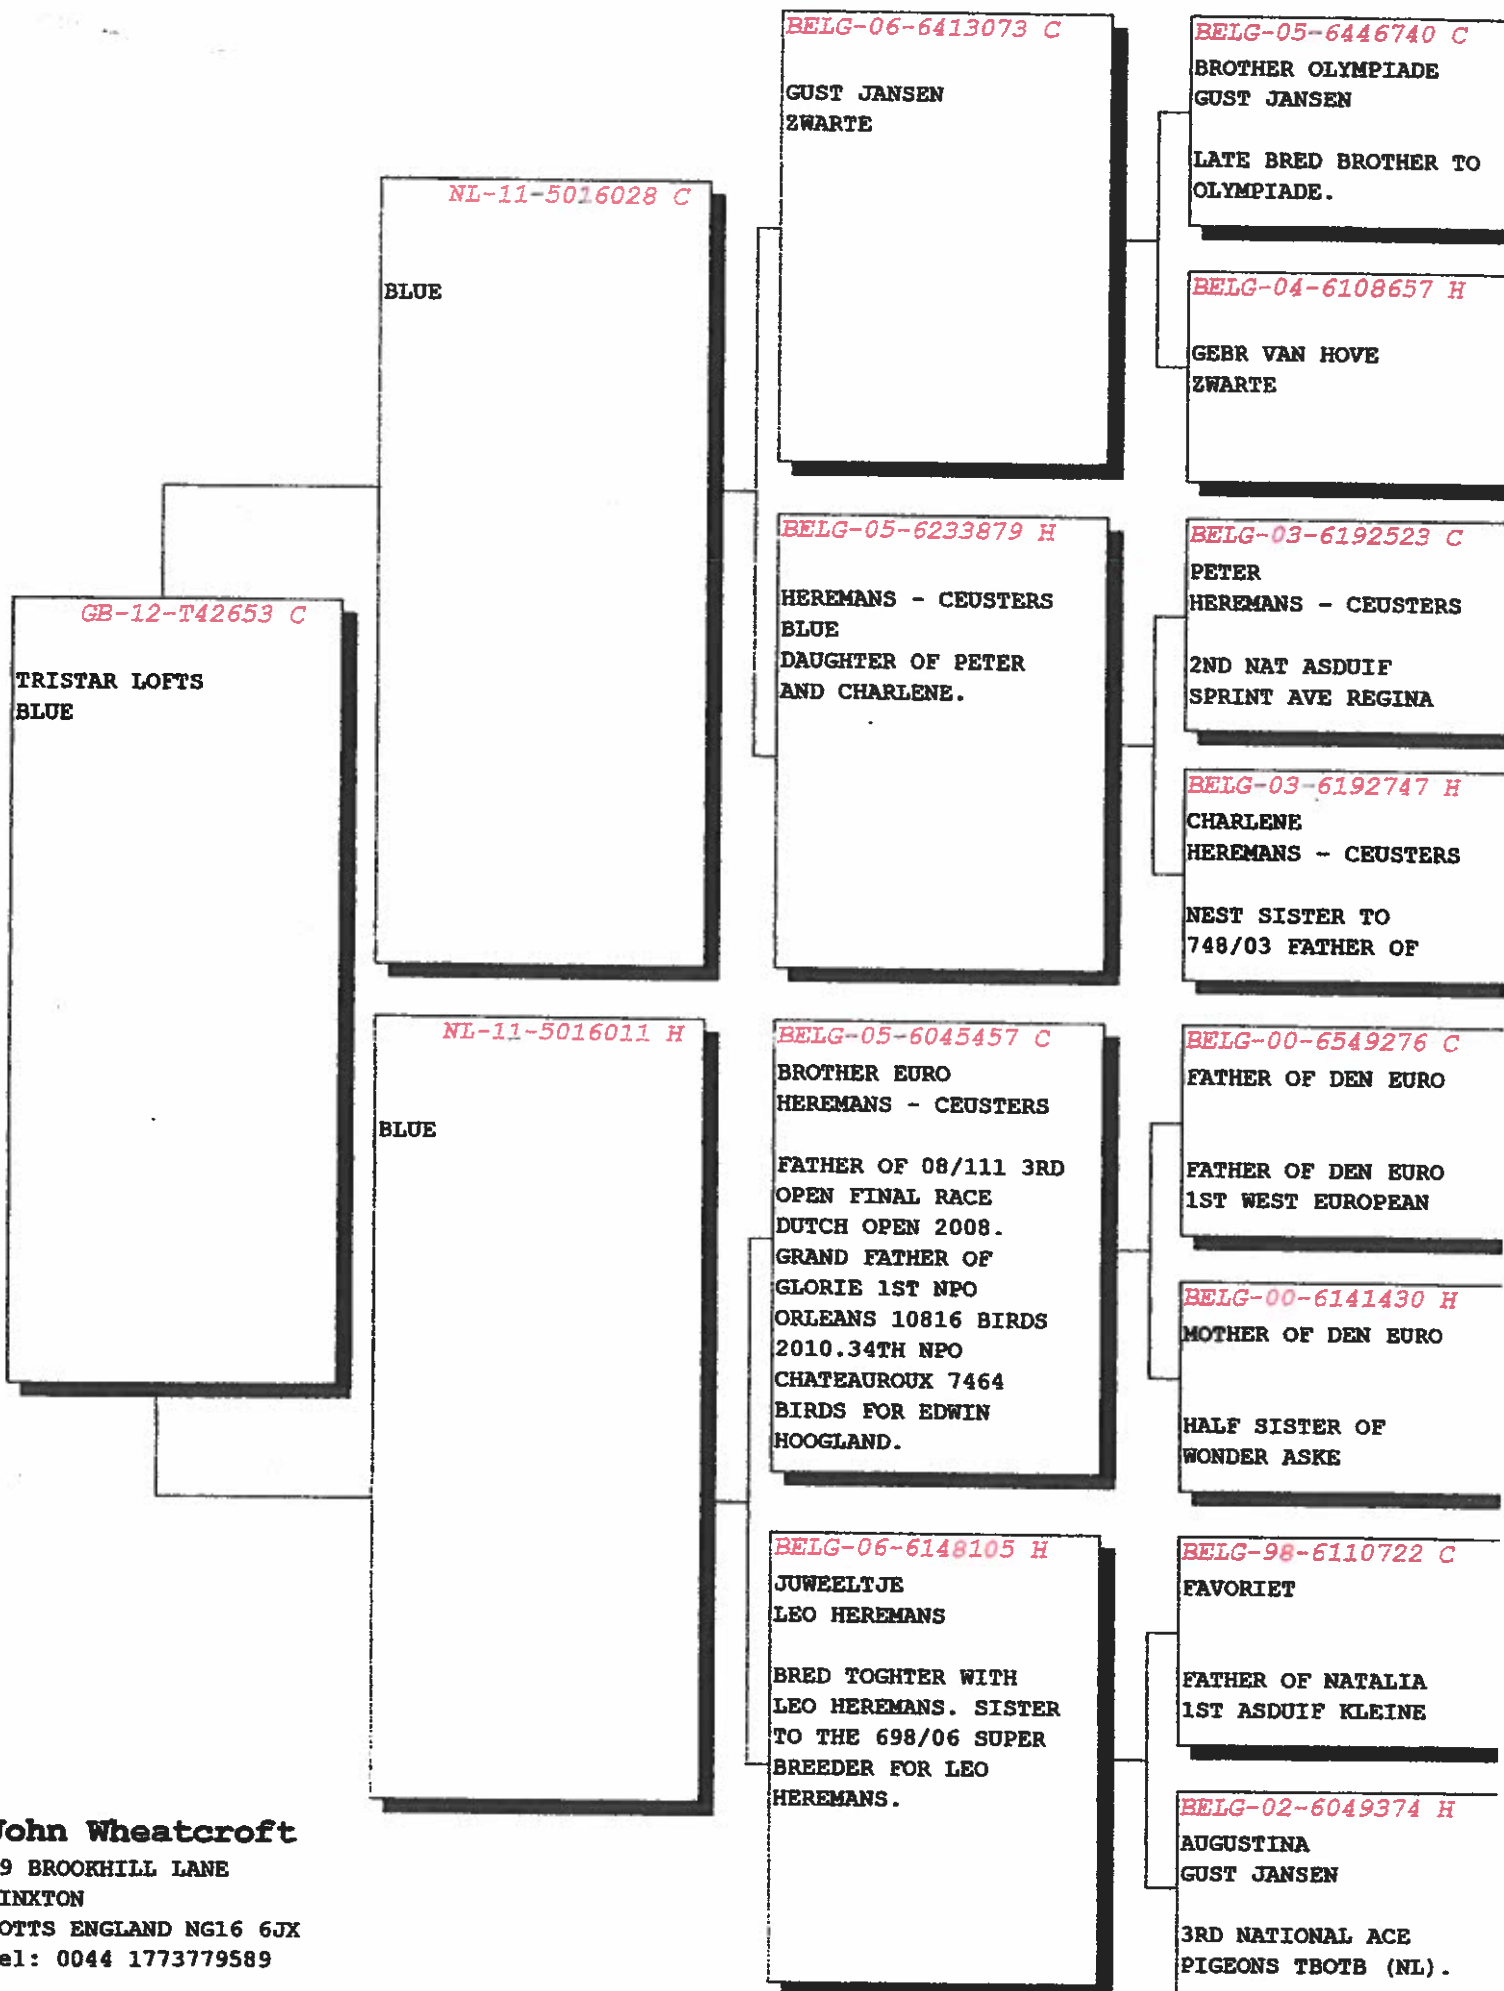 GB-12-T42653 C
TRISTAR LOFTS
BLUE
NL-11-5016028 C
BLUE
NL-11-5016011 H
BLUE
BELG-06-6413073 C
GUST JANSEN
ZWARTE
BELG-05-6233879 H
HEREMANS - CEUSTERS
BLUE
DAUGHTER OF PETER
AND CHARLENE.
BELG-05-6045457 C
BROTHER EURO
HEREMANS - CEUSTERS
FATHER OF 08/111 3RD
OPEN FINAL RACE
DUTCH OPEN 2008.
GRAND FATHER OF
GLORIE 1ST NPO
ORLEANS 10816 BIRDS
2010.34TH NPO
CHATEAUROUX 7464
BIRDS FOR EDWIN
HOOGLAND.
BELG-06-6148105 H
JUWEELTJE
LEO HEREMANS
BRED TOGHTER WITH
LEO HEREMANS. SISTER
TO THE 698/06 SUPER
BREEDER FOR LEO
HEREMANS.
BELG-05-6446740 C
BROTHER OLYMPIADE
GUST JANSEN
LATE BRED BROTHER TO
OLYMPIADE.
BELG-04-6108657 H
GEBR VAN HOVE
ZWARTE
BELG-03-6192523 C
PETER
HEREMANS - CEUSTERS
2ND NAT ASDUIF
SPRINT AVE REGINA
BELG-03-6192747 H
CHARLENE
HEREMANS - CEUSTERS
NEST SISTER TO
748/03 FATHER OF
BELG-00-6549276 C
FATHER OF DEN EURO
FATHER OF DEN EURO
1ST WEST EUROPEAN
BELG-00-6141430 H
MOTHER OF DEN EURO
HALF SISTER OF
WONDER ASKE
BELG-98-6110722 C
FAVORIET
FATHER OF NATALIA
1ST ASDUIF KLEINE
BELG-02-6049374 H
AUGUSTINA
GUST JANSEN
3RD NATIONAL ACE
PIGEONS TBOTB (NL).
John Wheatcroft
9 BROOKHILL LANE
INXTON
OTTS ENGLAND NG16 6JX
el: 0044 1773779589